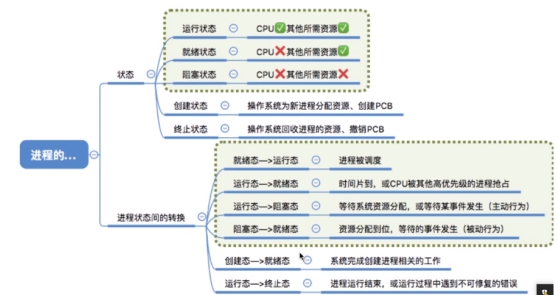 进程的...
状态
运行状态 CPU✅其他所需资源✅
就绪状态 CPU❌其他所需资源✅
阻塞状态 CPU❌其他所需资源❌
创建状态 操作系统为新进程分配资源、创建PCB
终止状态 操作系统回收进程的资源、撤销PCB
进程状态间的转换
就绪态—>运行态 进程被调度
运行态—>就绪态 时间片到，或CPU被其他高优先级的进程抢占
运行态—>阻塞态 等待系统资源分配，或等待某事件发生（主动行为）
阻塞态—>就绪态 资源分配到位，等待的事件发生（被动行为）
创建态—>就绪态 系统完成创建进程相关的工作
运行态—>终止态 进程运行结束，或运行过程中遇到不可修复的错误